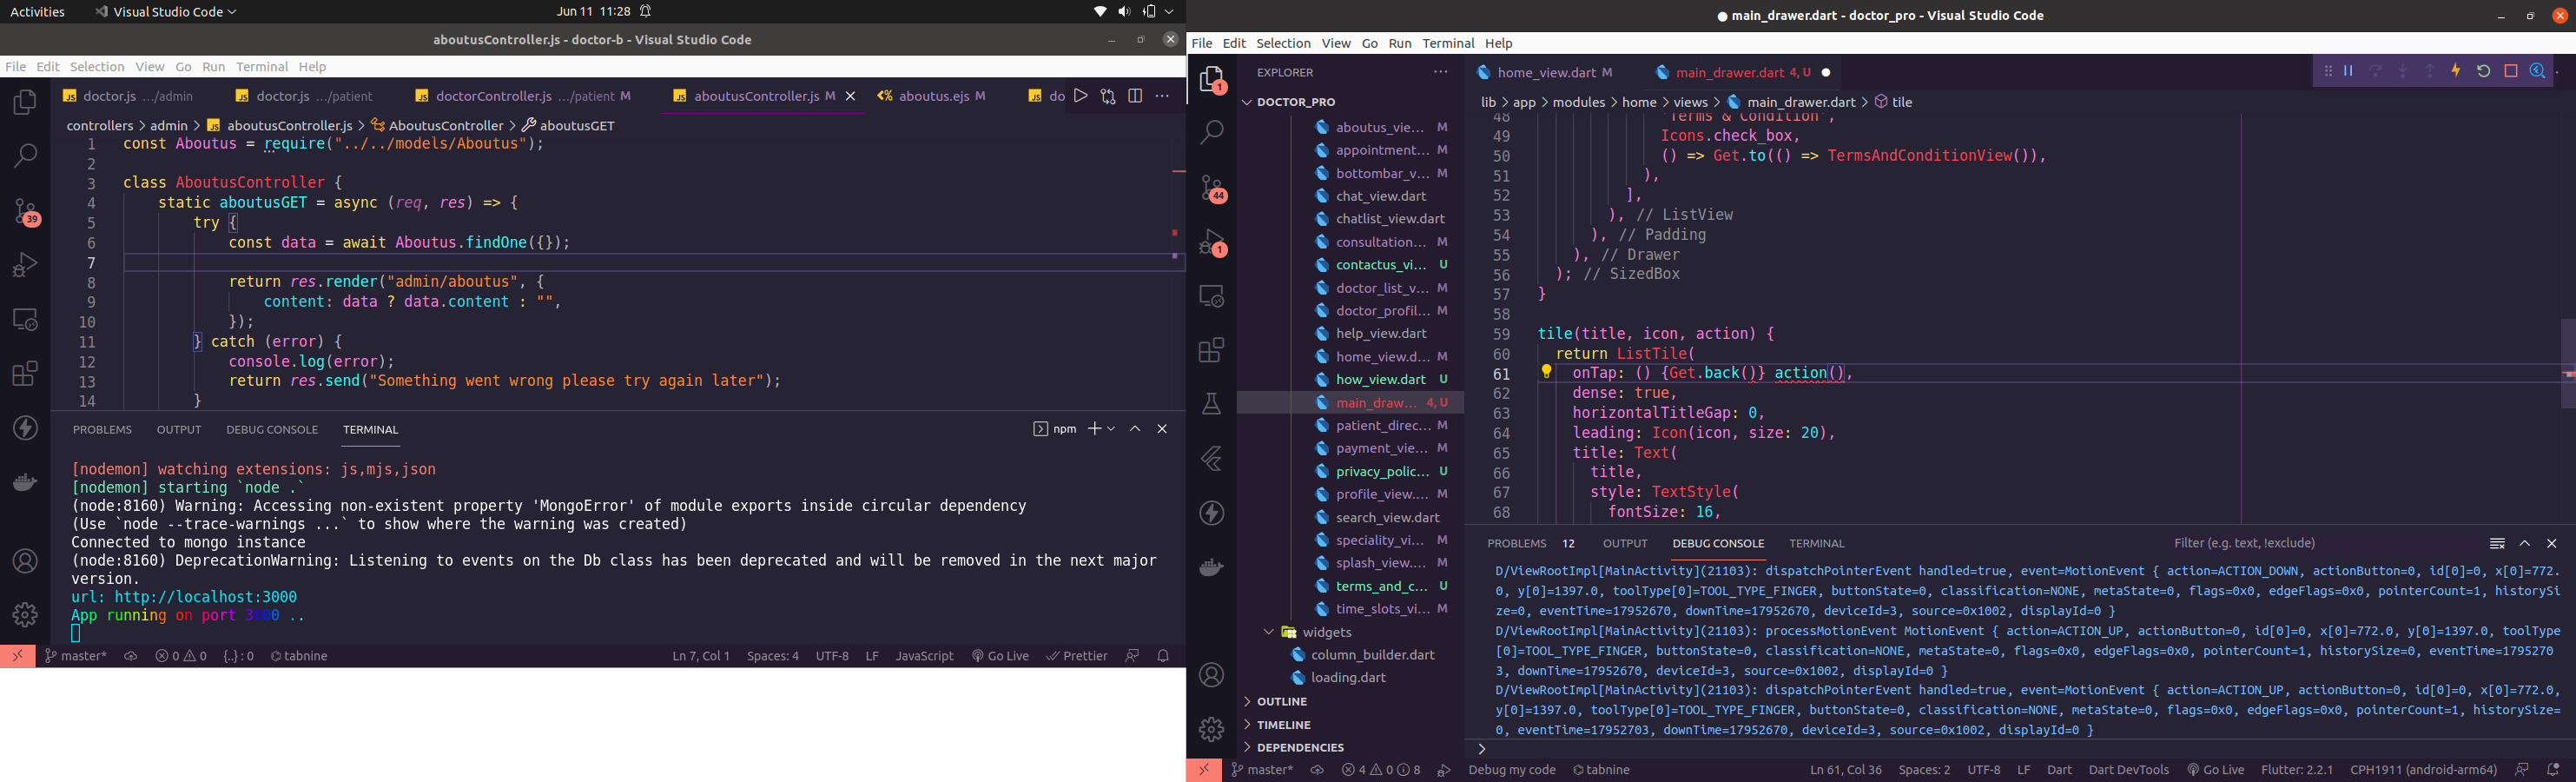 Activities
Visual Studio Code
Jun 11 11:28
aboutusController.js - doctor-b - Visual Studio Code
File Edit Selection View Go Run Terminal Help
doctor.js .../admin
doctor.js .../patient
doctorController.js .../patient M
aboutusController.js M
aboutus.ejs M
do
controllers > admin > aboutusController.js > AboutusController > aboutusGET
1 const Aboutus = require("../../models/Aboutus");
2
3 class AboutusController {
4 static aboutusGET = async (req, res) => {
5 try {
6 const data = await Aboutus.findOne({});
7
8 return res.render("admin/aboutus", {
9 content: data ? data.content : "",
10 });
11 } catch (error) {
12 console.log(error);
13 return res.send("Something went wrong please try again later");
14 }
39
PROBLEMS OUTPUT DEBUG CONSOLE TERMINAL
npm
[nodemon] watching extensions: js,mjs,json
[nodemon] starting `node .`
(node:8160) Warning: Accessing non-existent property 'MongoError' of module exports inside circular dependency
(Use `node --trace-warnings ...` to show where the warning was created)
Connected to mongo instance
(node:8160) DeprecationWarning: Listening to events on the Db class has been deprecated and will be removed in the next major
version.
url: http://localhost:3000
App running on port 3000 ..
master* 0 0 {..} : 0 tabnine Ln 7, Col 1 Spaces: 4 UTF-8 LF JavaScript Go Live Prettier
● main_drawer.dart - doctor_pro - Visual Studio Code
File Edit Selection View Go Run Terminal Help
1
44
1
EXPLORER
DOCTOR_PRO
aboutus_vie... M
appointment... M
bottombar_v... M
chat_view.dart
chatlist_view.dart
consultation... M
contactus_vi... U
doctor_list_v... M
doctor_profil... M
help_view.dart
home_view.d... M
how_view.dart U
main_draw... 4, U
patient_direc... M
payment_vie... M
privacy_polic... U
profile_view.... M
search_view.dart
speciality_vi... M
splash_view.... M
terms_and_c... U
time_slots_vi... M
widgets
column_builder.dart
loading.dart
OUTLINE
TIMELINE
DEPENDENCIES
home_view.dart M
main_drawer.dart 4, U ●
lib > app > modules > home > views > main_drawer.dart > tile
48 "Terms & Condition",
49 Icons.check_box,
50 () => Get.to(() => TermsAndConditionView()),
51 ),
52 ],
53 ), // ListView
54 ), // Padding
55 ), // Drawer
56 ); // SizedBox
57 }
58
59 tile(title, icon, action) {
60 return ListTile(
61 onTap: () {Get.back()} action(),
62 dense: true,
63 horizontalTitleGap: 0,
64 leading: Icon(icon, size: 20),
65 title: Text(
66 title,
67 style: TextStyle(
68 fontSize: 16,
PROBLEMS 12 OUTPUT DEBUG CONSOLE TERMINAL
Filter (e.g. text, !exclude)
D/ViewRootImpl[MainActivity](21103): dispatchPointerEvent handled=true, event=MotionEvent { action=ACTION_DOWN, actionButton=0, id[0]=0, x[0]=772.
0, y[0]=1397.0, toolType[0]=TOOL_TYPE_FINGER, buttonState=0, classification=NONE, metaState=0, flags=0x0, edgeFlags=0x0, pointerCount=1, historySi
ze=0, eventTime=17952670, downTime=17952670, deviceId=3, source=0x1002, displayId=0 }
D/ViewRootImpl[MainActivity](21103): processMotionEvent MotionEvent { action=ACTION_UP, actionButton=0, id[0]=0, x[0]=772.0, y[0]=1397.0, toolType
[0]=TOOL_TYPE_FINGER, buttonState=0, classification=NONE, metaState=0, flags=0x0, edgeFlags=0x0, pointerCount=1, historySize=0, eventTime=1795270
3, downTime=17952670, deviceId=3, source=0x1002, displayId=0 }
D/ViewRootImpl[MainActivity](21103): dispatchPointerEvent handled=true, event=MotionEvent { action=ACTION_UP, actionButton=0, id[0]=0, x[0]=772.0,
y[0]=1397.0, toolType[0]=TOOL_TYPE_FINGER, buttonState=0, classification=NONE, metaState=0, flags=0x0, edgeFlags=0x0, pointerCount=1, historySize=
0, eventTime=17952703, downTime=17952670, deviceId=3, source=0x1002, displayId=0 }
master* 4 0 8 Debug my code tabnine Ln 61, Col 36 Spaces: 2 UTF-8 LF Dart Dart DevTools Go Live Flutter: 2.2.1 CPH1911 (android-arm64)